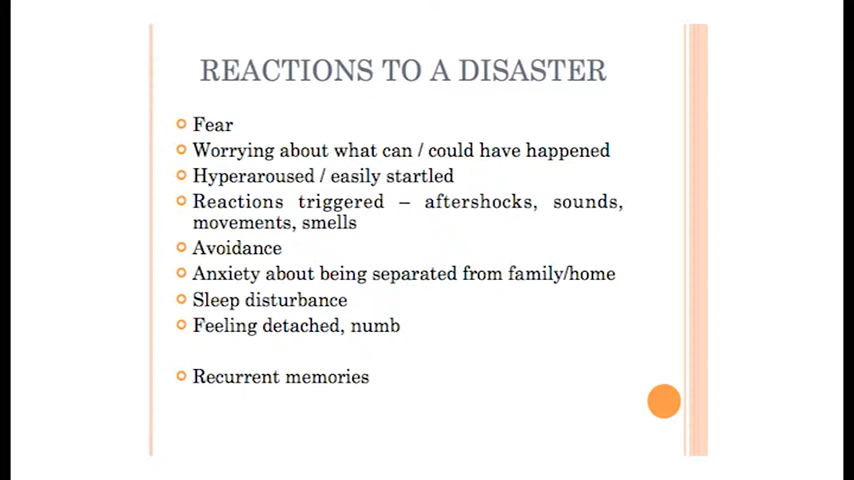 REACTIONS TO A DISASTER
Fear
Worrying about what can / could have happened
Hyperaroused / easily startled
Reactions triggered – aftershocks, sounds,
movements, smells
Avoidance
Anxiety about being separated from family/home
Sleep disturbance
Feeling detached, numb
Recurrent memories